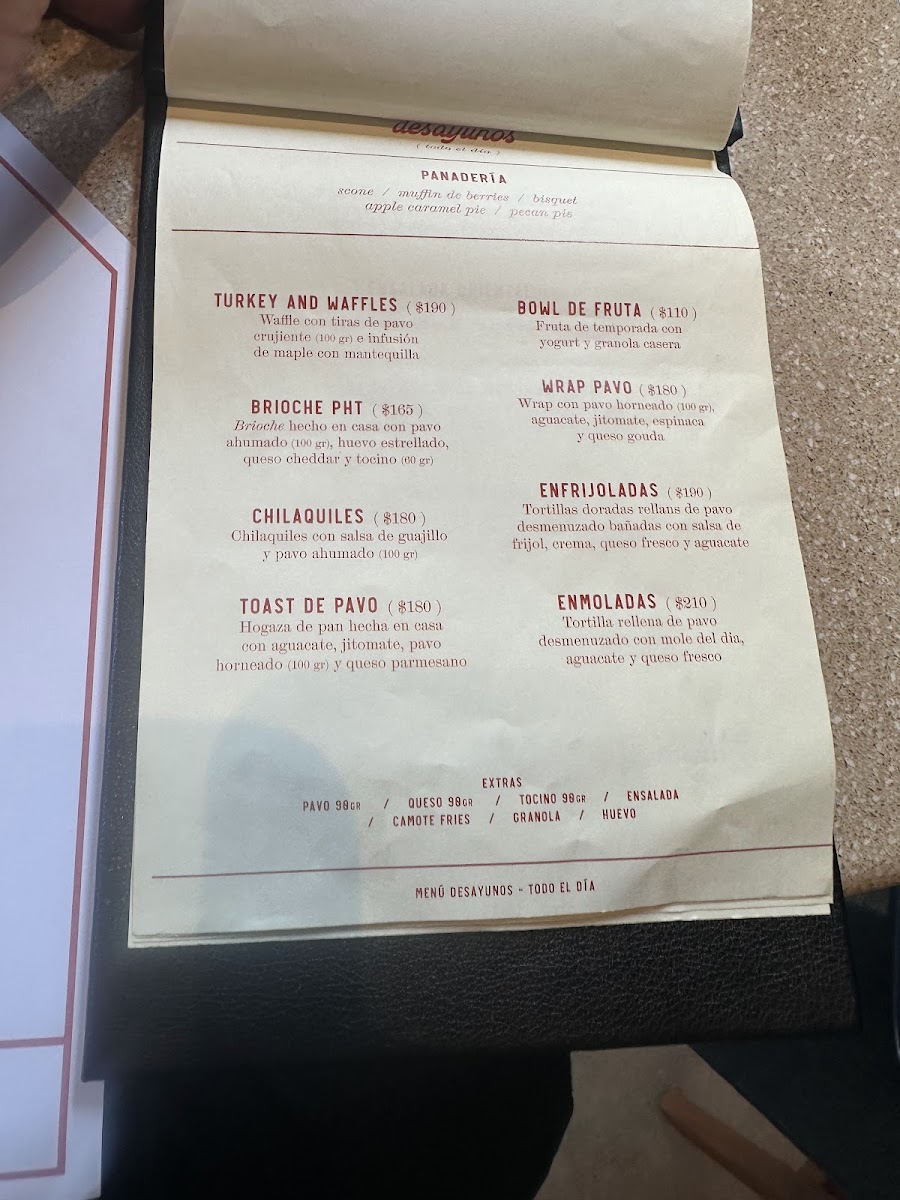 desayunos
( todo el día )
PANADERÍA
scone / muffin de berries / bisquet
apple caramel pie / pecan pie
TURKEY AND WAFFLES ( $190 )
Waffle con tiras de pavo
crujiente (100 gr) e infusión
de maple con mantequilla
BRIOCHE PHT ( $165 )
Brioche hecho en casa con pavo
ahumado (100 gr), huevo estrellado,
queso cheddar y tocino (60 gr)
CHILAQUILES ( $180 )
Chilaquiles con salsa de guajillo
y pavo ahumado (100 gr)
TOAST DE PAVO ( $180 )
Hogaza de pan hecha en casa
con aguacate, jitomate, pavo
horneado (100 gr) y queso parmesano
BOWL DE FRUTA ( $110 )
Fruta de temporada con
yogurt y granola casera
WRAP PAVO ( $180 )
Wrap con pavo horneado (100 gr),
aguacate, jitomate, espinaca
y queso gouda
ENFRIJOLADAS ( $190 )
Tortillas doradas rellans de pavo
desmenuzado bañadas con salsa de
frijol, crema, queso fresco y aguacate
ENMOLADAS ( $210 )
Tortilla rellena de pavo
desmenuzado con mole del dia,
aguacate y queso fresco
EXTRAS
PAVO 90GR / QUESO 90GR / TOCINO 90GR / ENSALADA
/ CAMOTE FRIES / GRANOLA / HUEVO
MENÚ DESAYUNOS - TODO EL DÍA